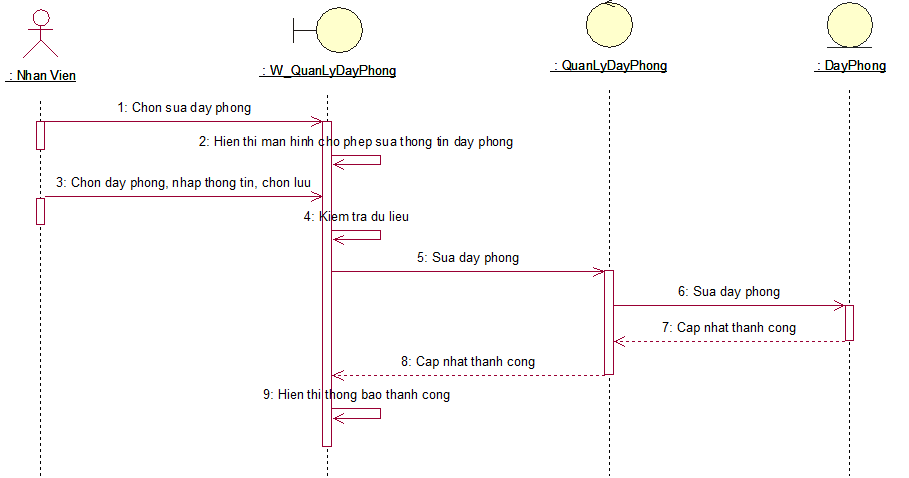 : Nhan Vien
: W_QuanLyDayPhong
: QuanLyDayPhong
: DayPhong
1: Chon sua day phong
2: Hien thi man hinh cho phep sua thong tin day phong
3: Chon day phong, nhap thong tin, chon luu
4: Kiem tra du lieu
5: Sua day phong
6: Sua day phong
7: Cap nhat thanh cong
8: Cap nhat thanh cong
9: Hien thi thong bao thanh cong